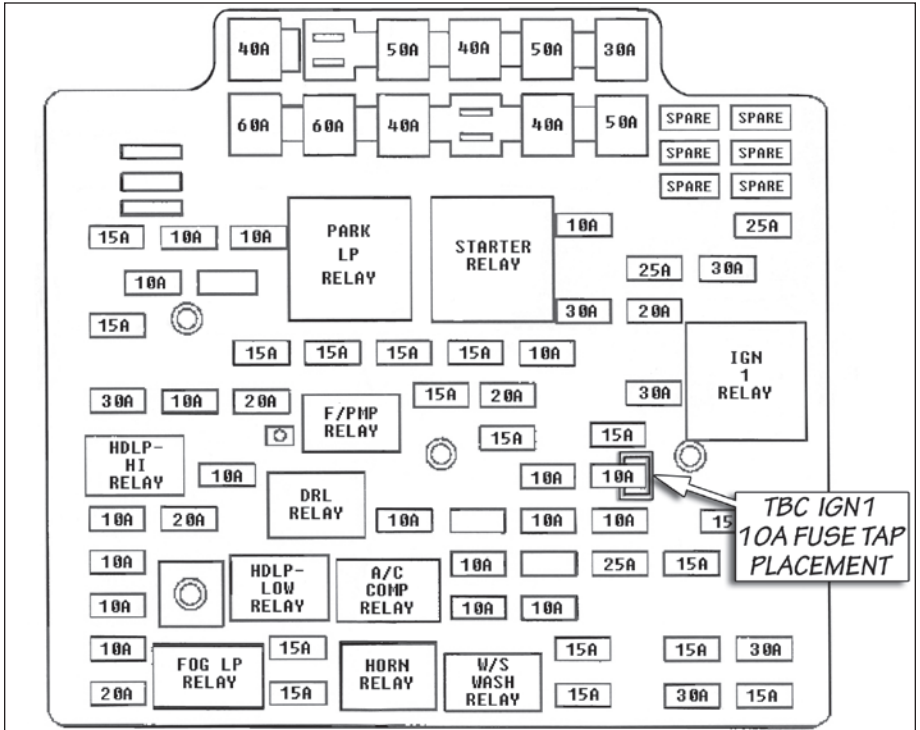 40A 50A 40A 50A 30A
60A 60A 40A 40A 50A
SPARE SPARE
SPARE SPARE
SPARE SPARE
15A 10A 10A
PARK
LP
RELAY
STARTER
RELAY
10A 25A
10A 25A 30A
15A 30A 20A
15A 15A 15A 15A 10A
IGN
1
RELAY
30A 10A 20A
F/PMP
RELAY
15A 20A 30A
15A 15A
HDLP-
HI
RELAY
10A
DRL
RELAY
10A 10A
TBC IGN1
10A FUSE TAP
PLACEMENT
10A 20A 10A 10A 10A 15
10A
HDLP-
LOW
RELAY
A/C
COMP
RELAY
10A 25A 15A
10A 10A 10A
10A
FOG LP
RELAY
15A
HORN
RELAY
W/S
WASH
RELAY
15A 15A 30A
20A 15A 15A 30A 15A